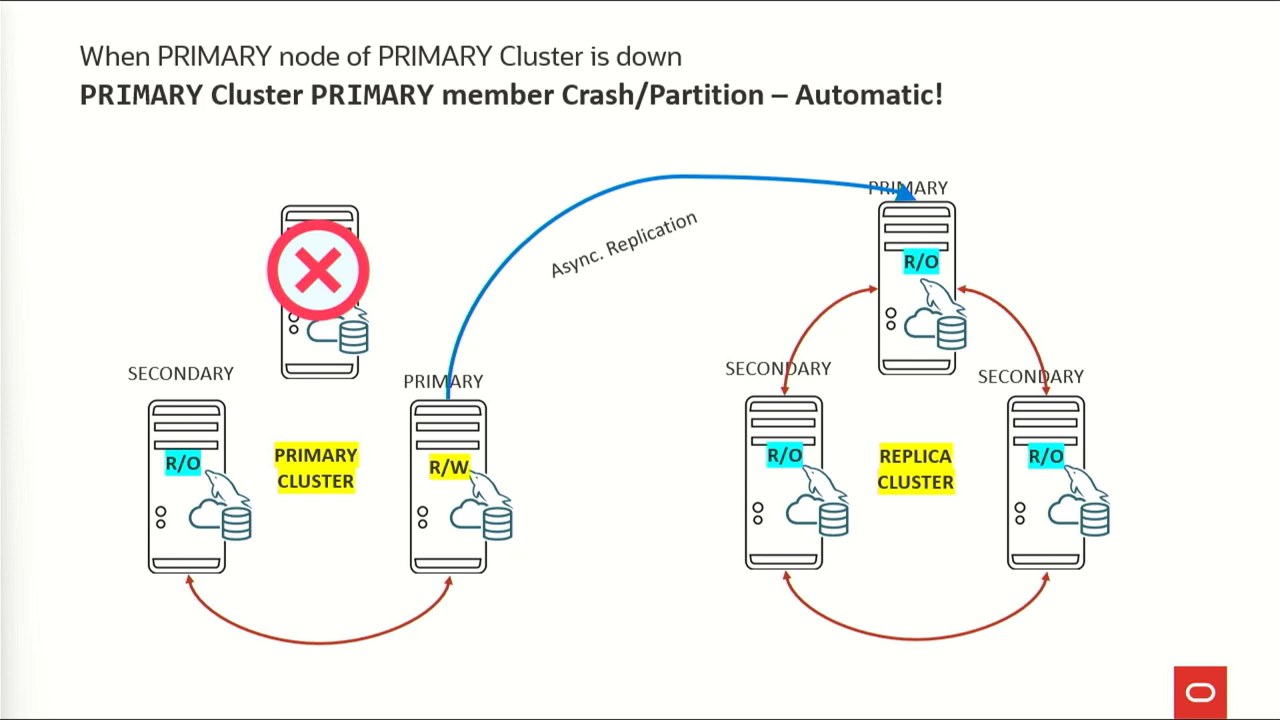 When PRIMARY node of PRIMARY Cluster is down
PRIMARY Cluster PRIMARY member Crash/Partition – Automatic!
PRIMARY
Async. Replication
R/O
SECONDARY
PRIMARY
SECONDARY
SECONDARY
R/O
PRIMARY
CLUSTER
R/W
R/O
REPLICA
CLUSTER
R/O